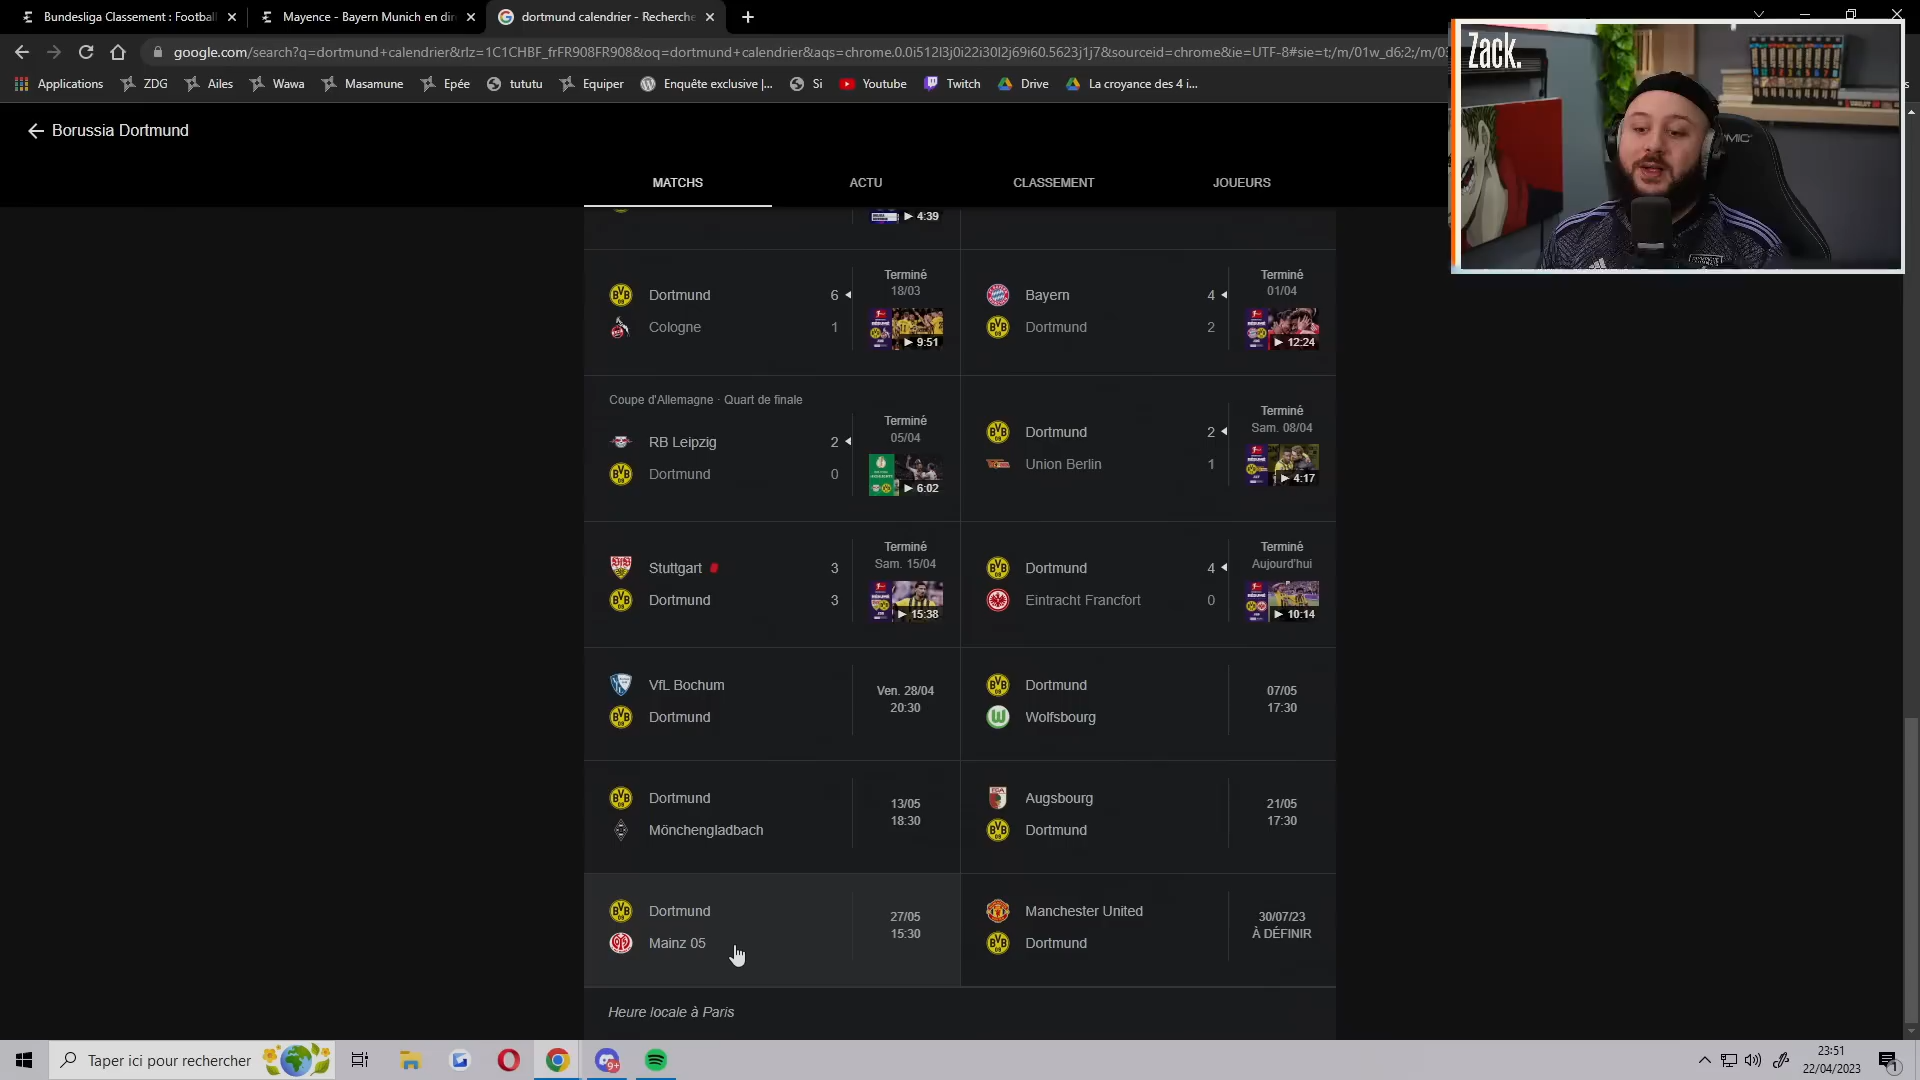 Bundesliga Classement : Footbal
Mayence - Bayern Munich en dir
dortmund calendrier - Recherche
google.com/search?q=dortmund+calendrier&rlz=1C1CHBF_frFR908FR908&oq=dortmund+calendrier&aqs=chrome.0.0i512l3j0i22i30l2j69i60.5623j1j7&sourceid=chrome&ie=UTF-8#sie=t;/m/01w_d6;2;/m/03
Applications
ZDG
Ailes
Wawa
Masamune
Epée
tututu
Equiper
Enquête exclusive |...
Si
Youtube
Twitch
Drive
La croyance des 4 i...
Zack.
Borussia Dortmund
MATCHS
ACTU
CLASSEMENT
JOUEURS
4:39
Dortmund 6
Cologne 1
Terminé
18/03
9:51
Bayern 4
Dortmund 2
Terminé
01/04
12:24
Coupe d'Allemagne · Quart de finale
RB Leipzig 2
Dortmund 0
Terminé
05/04
6:02
Dortmund 2
Union Berlin 1
Terminé
Sam. 08/04
4:17
Stuttgart 3
Dortmund 3
Terminé
Sam. 15/04
15:38
Dortmund 4
Eintracht Francfort 0
Terminé
Aujourd'hui
10:14
VfL Bochum
Dortmund
Ven. 28/04
20:30
Dortmund
Wolfsbourg
07/05
17:30
Dortmund
Mönchengladbach
13/05
18:30
Augsbourg
Dortmund
21/05
17:30
Dortmund
Mainz 05
27/05
15:30
Manchester United
Dortmund
30/07/23
À DÉFINIR
Heure locale à Paris
Taper ici pour rechercher
9+
23:51
22/04/2023
1